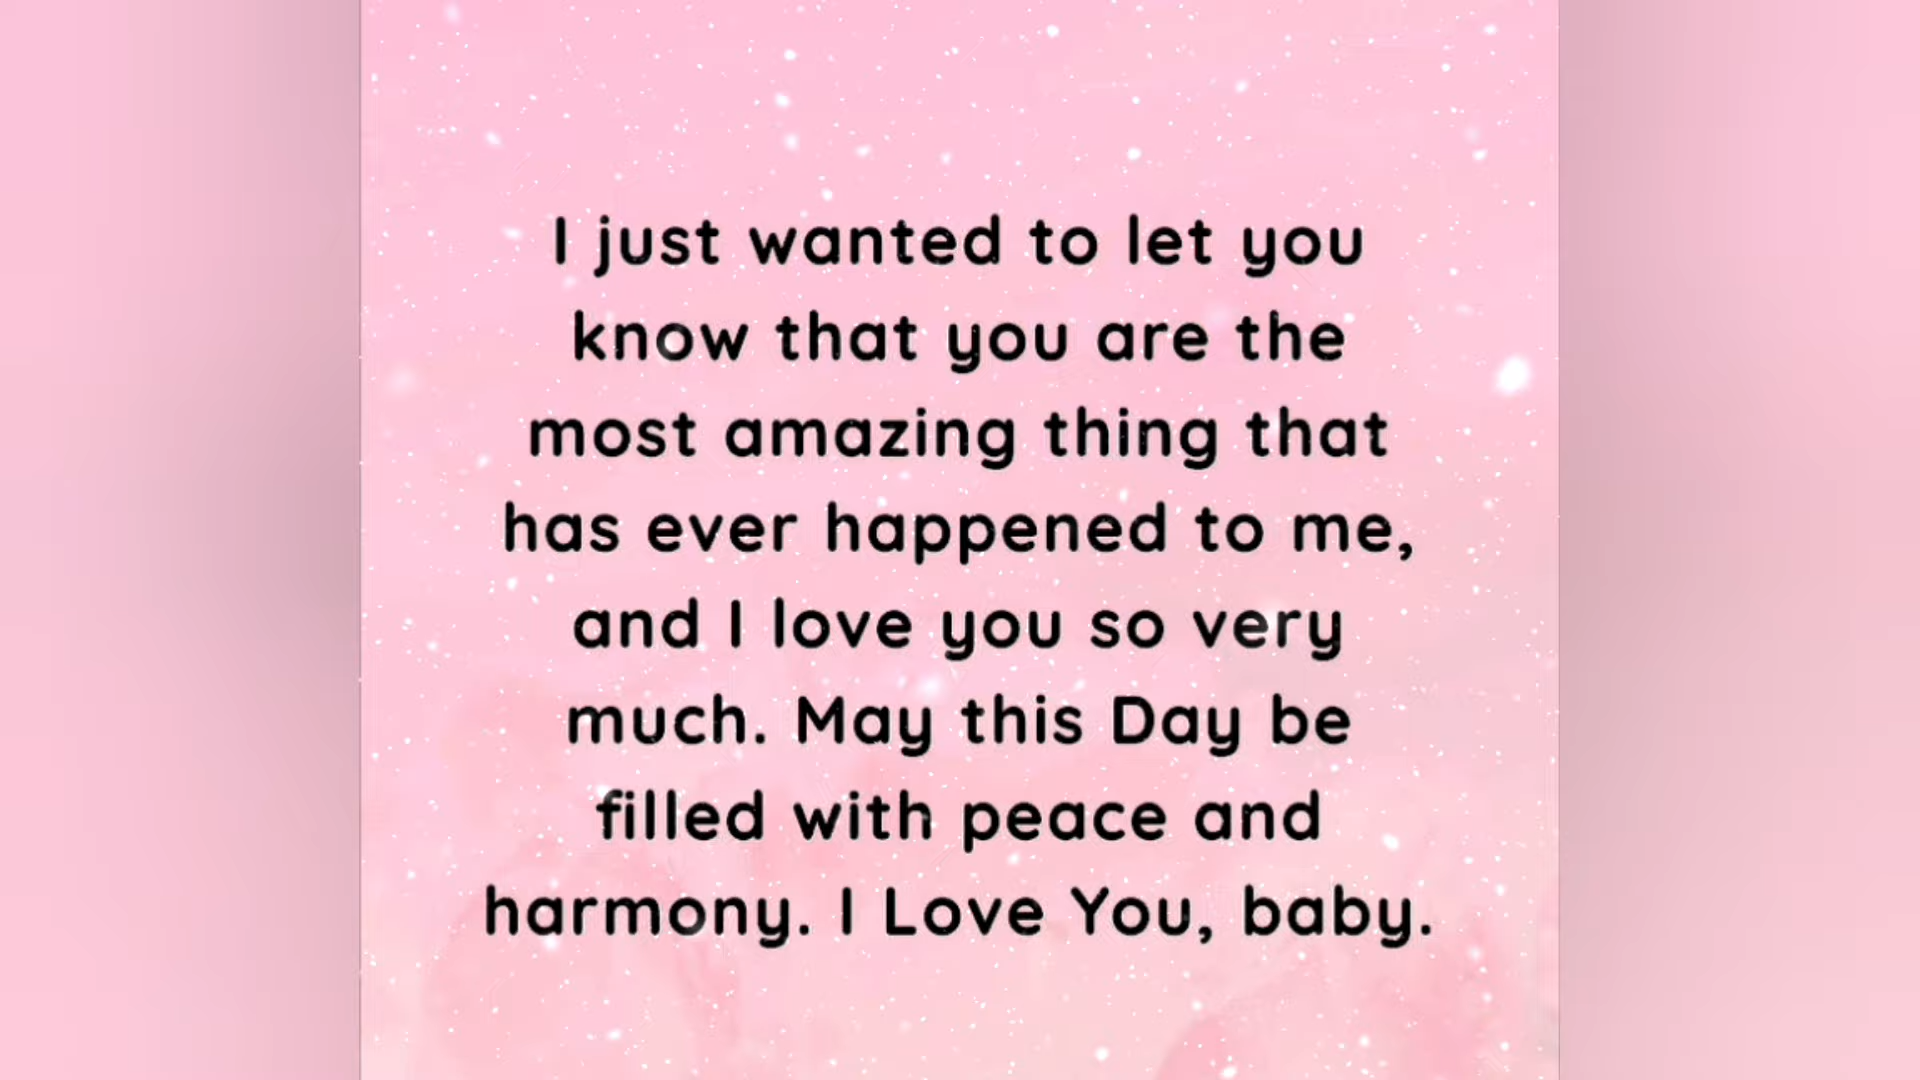 I just wanted to let you
know that you are the
most amazing thing that
has ever happened to me,
and I love you so very
much. May this Day be
filled with peace and
harmony. I Love You, baby.